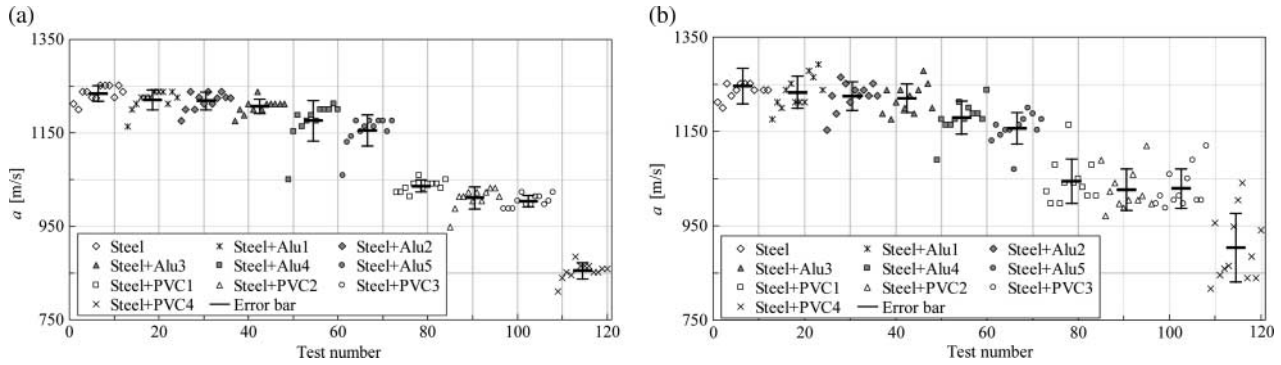 (a)
a [m/s]
1350
1150
950
750
Steel Steel+Alu1 Steel+Alu2
Steel+Alu3 Steel+Alu4 Steel+Alu5
Steel+PVC1 Steel+PVC2 Steel+PVC3
Steel+PVC4 Error bar
0 20 40 60 80 100 120
Test number
(b)
a [m/s]
1350
1150
950
750
Steel Steel+Alu1 Steel+Alu2
Steel+Alu3 Steel+Alu4 Steel+Alu5
Steel+PVC1 Steel+PVC2 Steel+PVC3
Steel+PVC4 Error bar
0 20 40 60 80 100 120
Test number